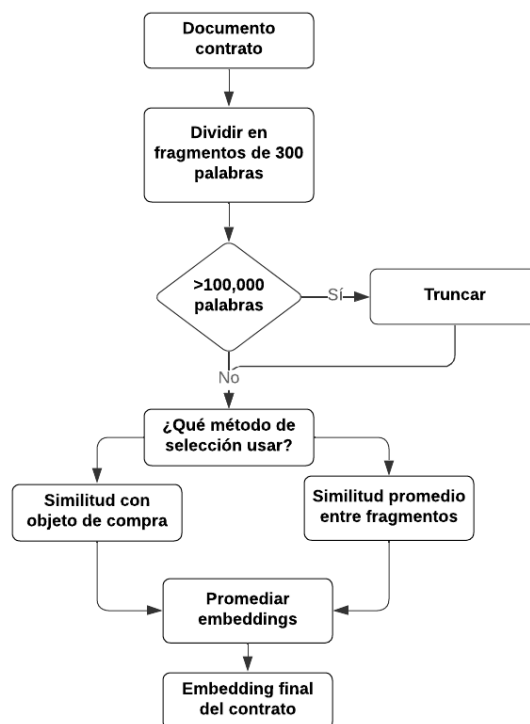 Documento
contrato
Dividir en
fragmentos de 300
palabras
>100,000
palabras
Sí
Truncar
No
¿Qué método de
selección usar?
Similitud con
objeto de compra
Similitud promedio
entre fragmentos
Promediar
embeddings
Embedding final
del contrato